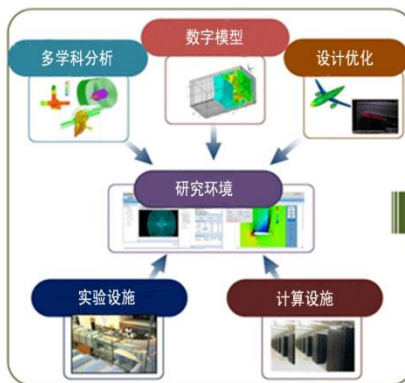 多学科分析
数字模型
设计优化
研究环境
实验设施
计算设施